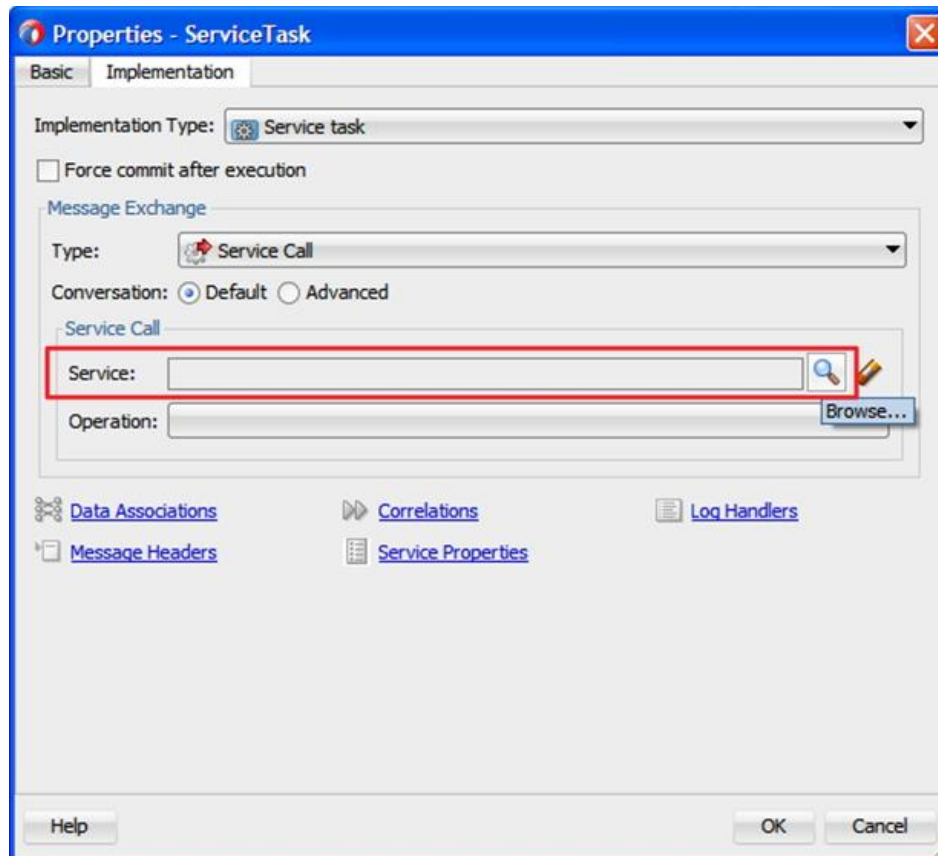 Properties - ServiceTask
Basic Implementation
Implementation Type: Service task
Force commit after execution
Message Exchange
Type: Service Call
Conversation: Default Advanced
Service Call
Service:
Browse...
Operation:
Data Associations Correlations Log Handlers
Message Headers Service Properties
Help OK Cancel